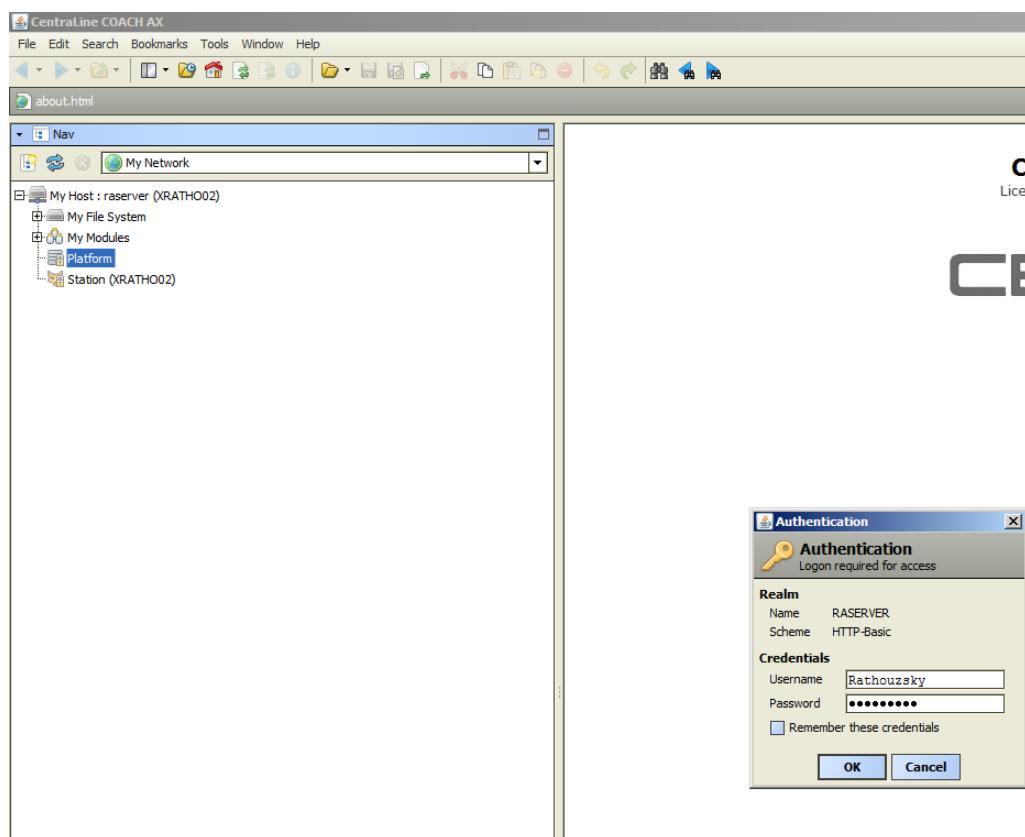 CentraLine COACH AX
File Edit Search Bookmarks Tools Window Help
about.html
Nav
My Network
My Host : raserver (XRATHO02)
My File System
My Modules
Platform
Station (XRATHO02)
Authentication
Authentication
Logon required for access
Realm
Name RASERVER
Scheme HTTP-Basic
Credentials
Username Rathouzsky
Password •••••••••
Remember these credentials
OK Cancel